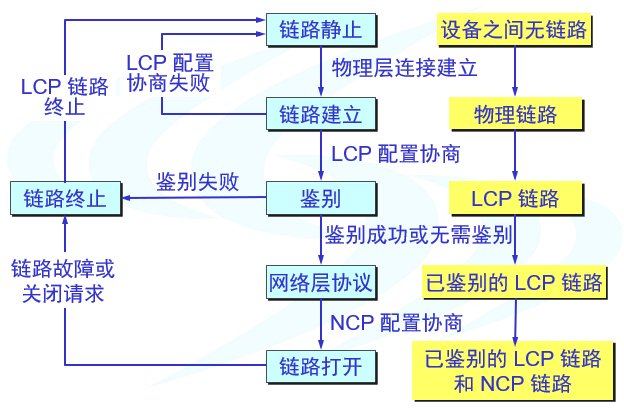 链路静止
设备之间无链路
LCP 配置
协商失败
物理层连接建立
LCP 链路
终止
链路建立
物理链路
LCP 配置协商
鉴别失败
链路终止
鉴别
LCP 链路
鉴别成功或无需鉴别
链路故障或
关闭请求
网络层协议
已鉴别的 LCP 链路
NCP 配置协商
链路打开
已鉴别的 LCP 链路
和 NCP 链路